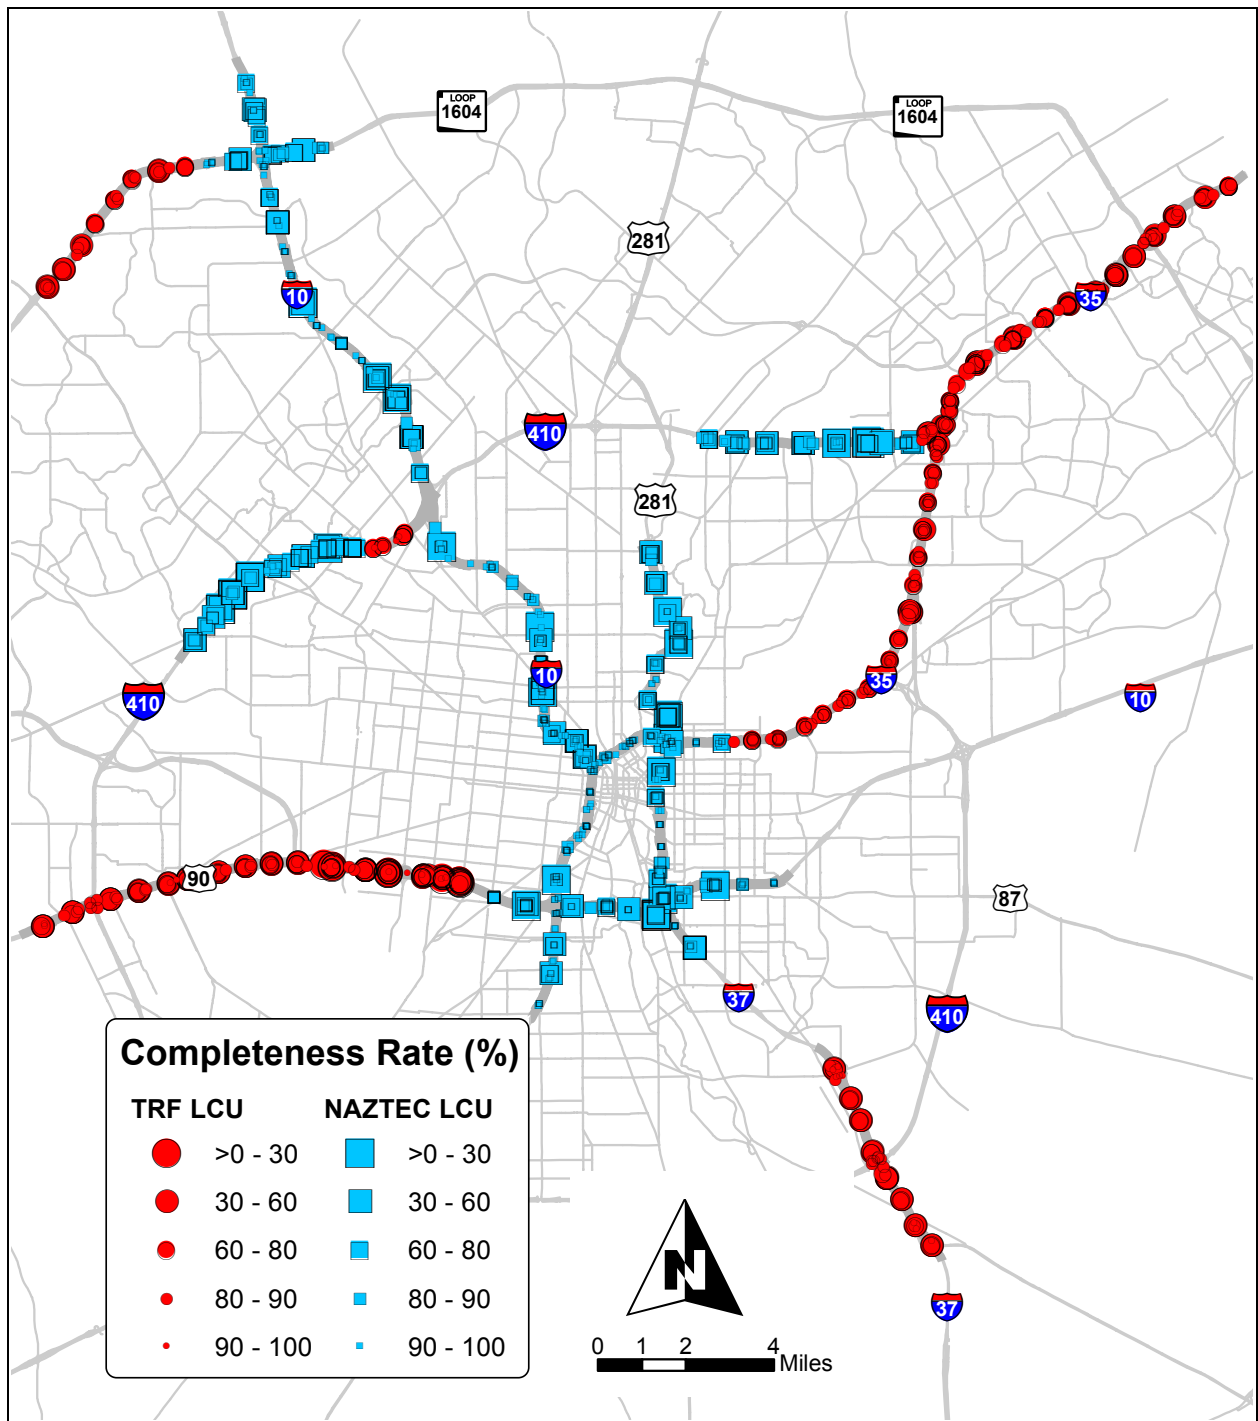 LOOP
1604
LOOP
1604
281
10
35
410
281
10
35
410
10
90
87
37
410
Completeness Rate (%)
TRF LCU NAZTEC LCU
>0 - 30 >0 - 30
30 - 60 30 - 60
60 - 80 60 - 80
80 - 90 80 - 90
90 - 100 90 - 100
N
37
0 1 2 4
Miles